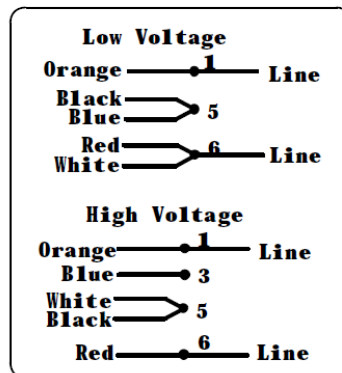 Low Voltage
Orange 1 Line
Black
Blue 5
Red
White 6 Line
High Voltage
Orange 1 Line
Blue 3
White
Black 5
Red 6 Line